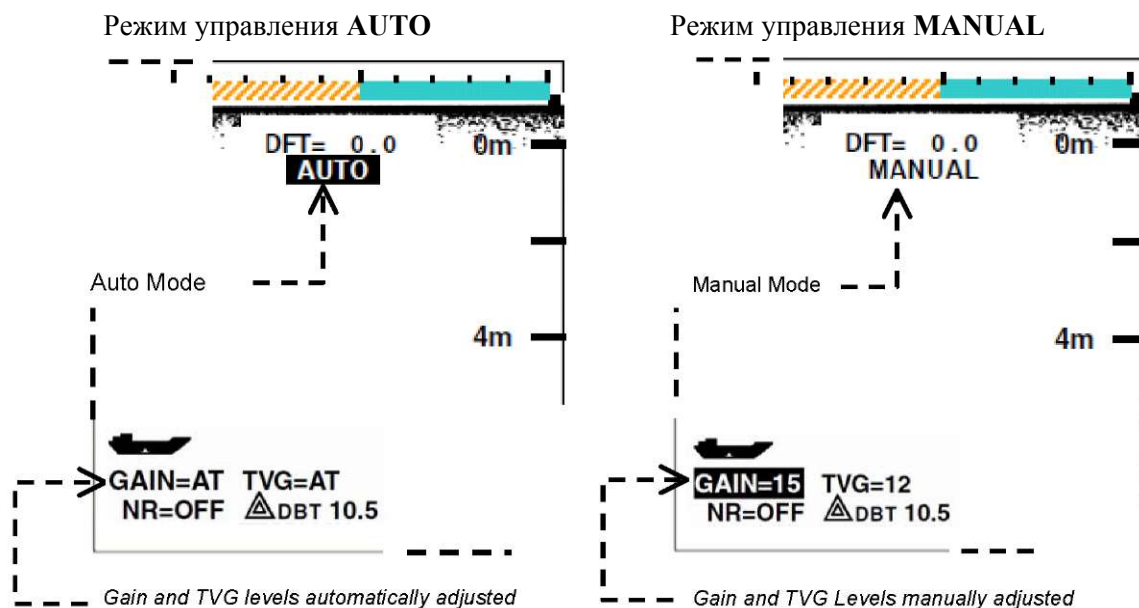 Режим управления AUTO
DFT= 0.0 0m
AUTO
Auto Mode
4m
GAIN=AT TVG=AT
NR=OFF DBT 10.5
Gain and TVG levels automatically adjusted
Режим управления MANUAL
DFT= 0.0 0m
MANUAL
Manual Mode
4m
GAIN=15 TVG=12
NR=OFF DBT 10.5
Gain and TVG Levels manually adjusted